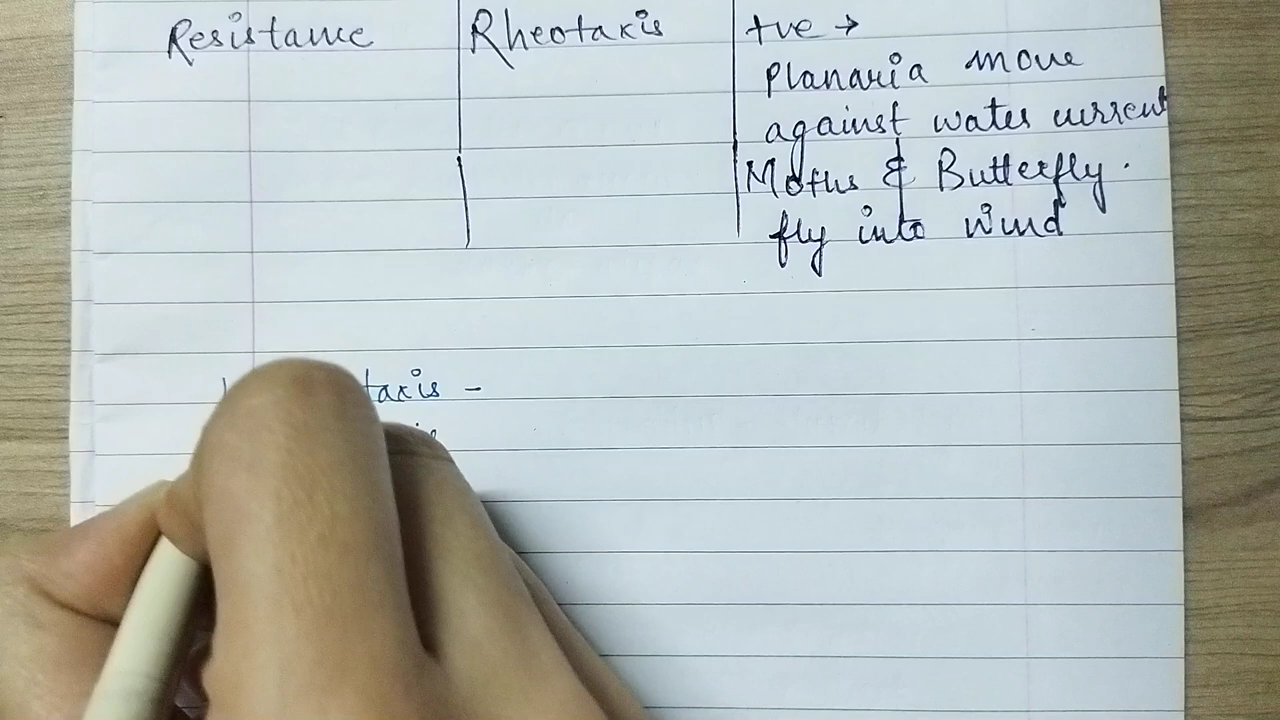 Resistance Rheotaxis +ve →
Planaria move
against water current
Moths & Butterfly.
fly into wind
taxis -